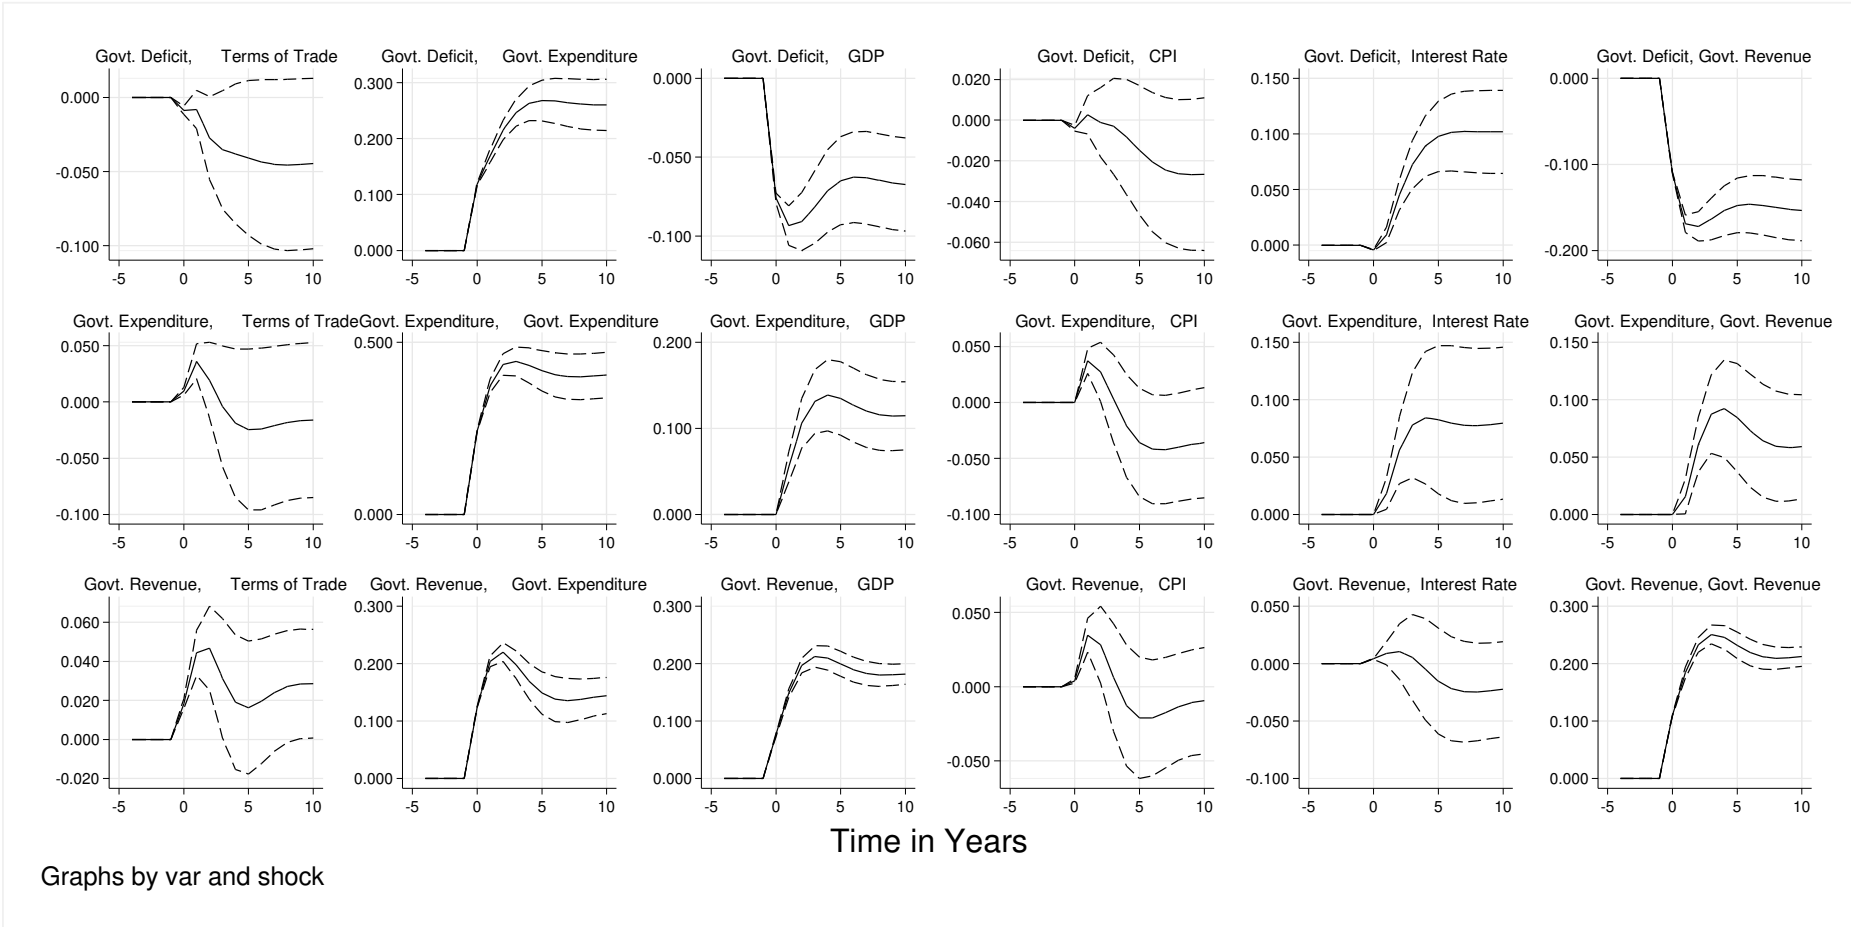 Govt. Deficit, Terms of Trade
0.000
-0.050
-0.100
-5 0 5 10
Govt. Deficit, Govt. Expenditure
0.300
0.200
0.100
0.000
-5 0 5 10
Govt. Deficit, GDP
0.000
-0.050
-0.100
-5 0 5 10
Govt. Deficit, CPI
0.020
0.000
-0.020
-0.040
-0.060
-5 0 5 10
Govt. Deficit, Interest Rate
0.150
0.100
0.050
0.000
-5 0 5 10
Govt. Deficit, Govt. Revenue
0.000
-0.100
-0.200
-5 0 5 10
Govt. Expenditure, Terms of Trade
0.050
0.000
-0.050
-0.100
-5 0 5 10
Govt. Expenditure, Govt. Expenditure
0.500
0.000
-5 0 5 10
Govt. Expenditure, GDP
0.200
0.100
0.000
-5 0 5 10
Govt. Expenditure, CPI
0.050
0.000
-0.050
-0.100
-5 0 5 10
Govt. Expenditure, Interest Rate
0.150
0.100
0.050
0.000
-5 0 5 10
Govt. Expenditure, Govt. Revenue
0.150
0.100
0.050
0.000
-5 0 5 10
Govt. Revenue, Terms of Trade
0.060
0.040
0.020
0.000
-0.020
-5 0 5 10
Govt. Revenue, Govt. Expenditure
0.300
0.200
0.100
0.000
-5 0 5 10
Govt. Revenue, GDP
0.300
0.200
0.100
0.000
-5 0 5 10
Govt. Revenue, CPI
0.050
0.000
-0.050
-5 0 5 10
Govt. Revenue, Interest Rate
0.050
0.000
-0.050
-0.100
-5 0 5 10
Govt. Revenue, Govt. Revenue
0.300
0.200
0.100
0.000
-5 0 5 10
Time in Years
Graphs by var and shock